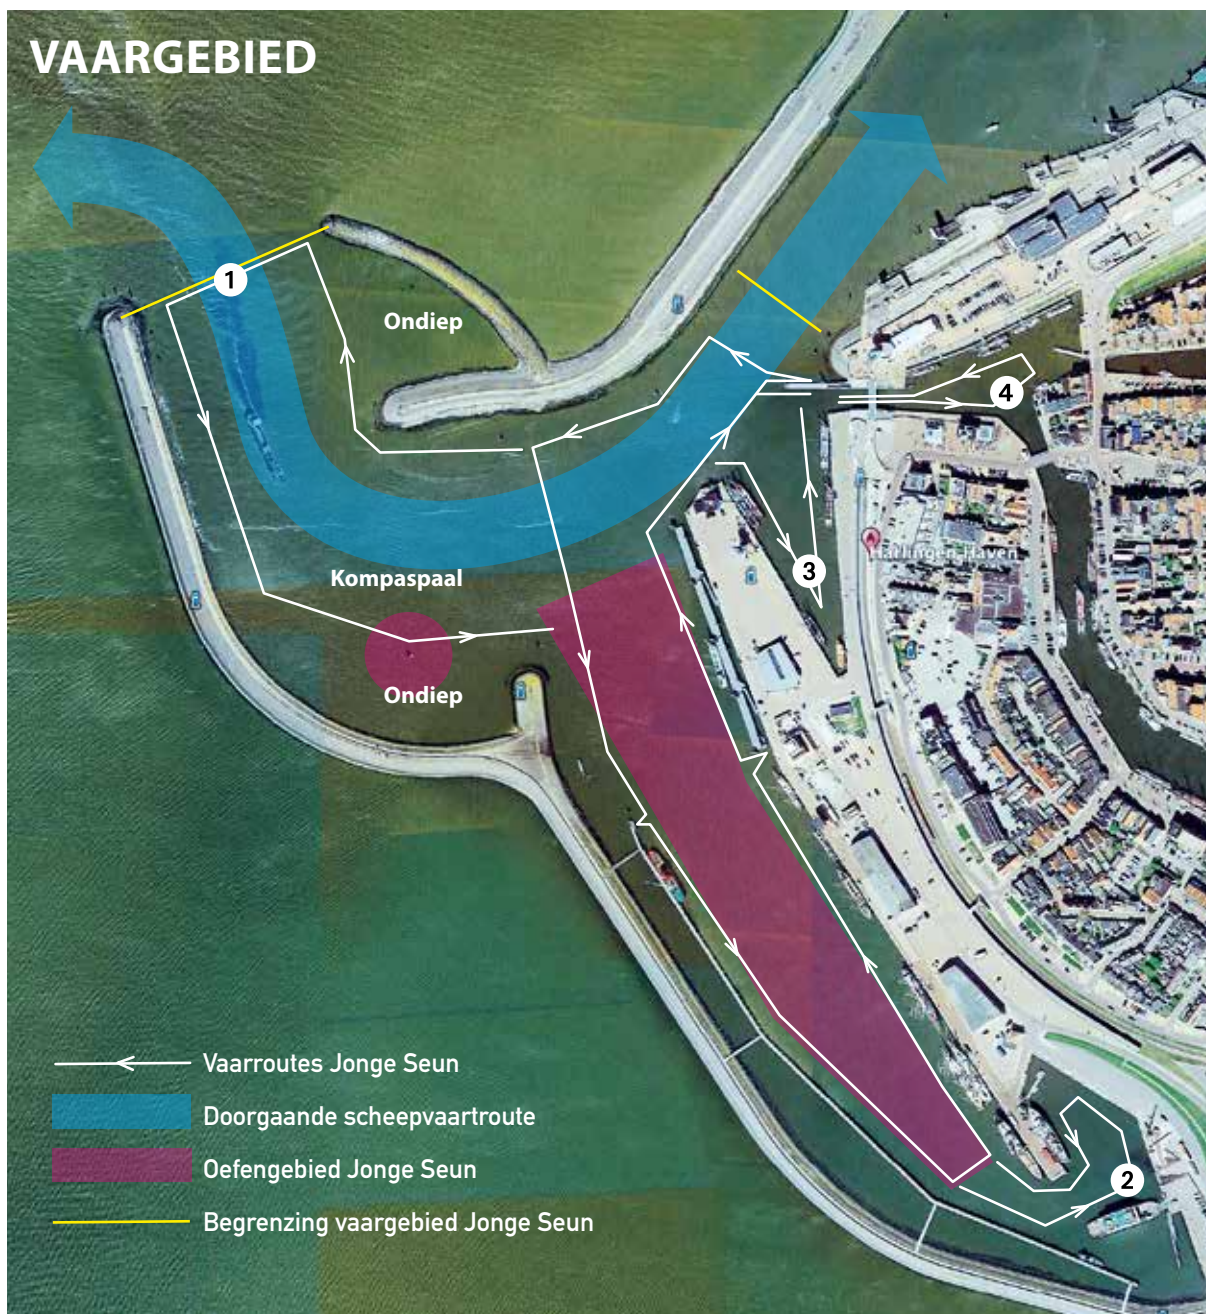 VAARGEBIED
1
Ondiep
4
Harlingen Haven
A
3
Kompaspaal
Ondiep
2
Vaarroutes Jonge Seun
Doorgaande scheepvaartroute
Oefengebied Jonge Seun
Begrenzing vaargebied Jonge Seun